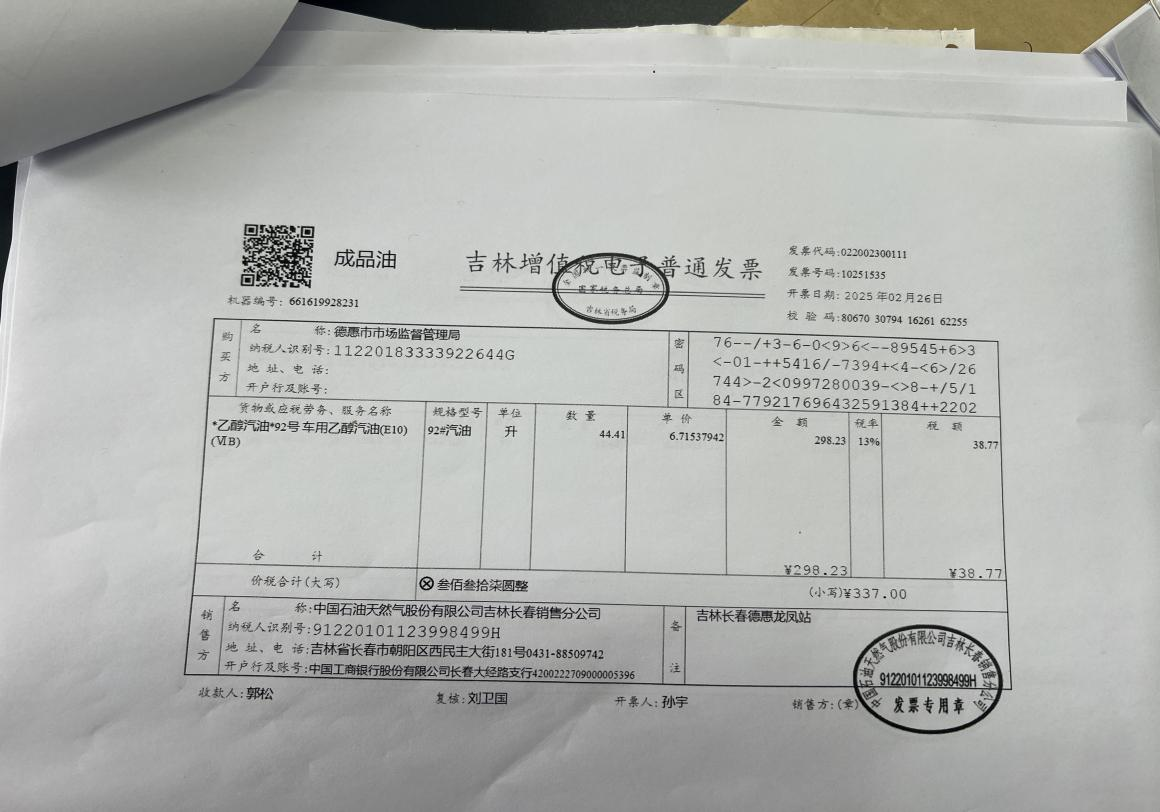 成品油
吉林增值税电子普通发票
国家税务总局
吉林省税务局
发票代码:022002300111
发票号码:10251535
开票日期:2025年02月26日
校验码:80670 30794 16261 62255
机器编号:661619928231
购买方
名称:德惠市市场监督管理局
纳税人识别号:11220183333922644G
地址、电话:
开户行及账号:
密码区
76--/+3-6-0<9>6<--89545+6>3
<-01-++5416/-7394+<4-<6>/26
744>-2<0997280039-<>8-+/5/1
84-7792176964325913​84++2202
货物或应税劳务、服务名称 规格型号 单位 数量 单价 金额 税率 税额
*乙醇汽油*92号 车用乙醇汽油(E10) 92#汽油 升 44.41 6.71537942 298.23 13% 38.77
(ⅥB)
合计 ¥298.23 ¥38.77
价税合计(大写) ⊗叁佰叁拾柒圆整 (小写)¥337.00
销售方
名称:中国石油天然气股份有限公司吉林长春销售分公司
纳税人识别号:91220101123998499H
地址、电话:吉林省长春市朝阳区西民主大街181号0431-88509742
开户行及账号:中国工商银行股份有限公司长春大经路支行4200222709000005396
备注
吉林长春德惠龙凤站
收款人:郭松 复核:刘卫国 开票人:孙宇 销售方:(章)
中国石油天然气股份有限公司吉林长春销售分公司
91220101123998499H
发票专用章